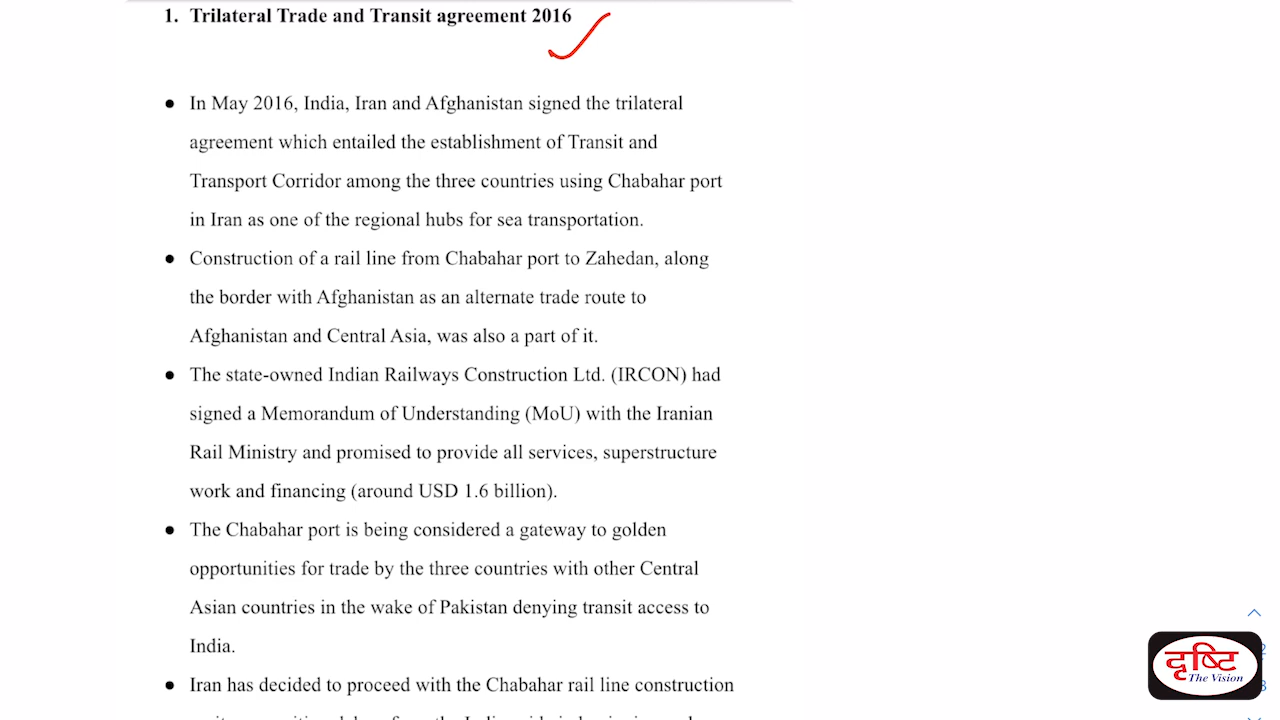 1. Trilateral Trade and Transit agreement 2016
● In May 2016, India, Iran and Afghanistan signed the trilateral
agreement which entailed the establishment of Transit and
Transport Corridor among the three countries using Chabahar port
in Iran as one of the regional hubs for sea transportation.
● Construction of a rail line from Chabahar port to Zahedan, along
the border with Afghanistan as an alternate trade route to
Afghanistan and Central Asia, was also a part of it.
● The state-owned Indian Railways Construction Ltd. (IRCON) had
signed a Memorandum of Understanding (MoU) with the Iranian
Rail Ministry and promised to provide all services, superstructure
work and financing (around USD 1.6 billion).
● The Chabahar port is being considered a gateway to golden
opportunities for trade by the three countries with other Central
Asian countries in the wake of Pakistan denying transit access to
India.
● Iran has decided to proceed with the Chabahar rail line construction
दृष्टि
The Vision